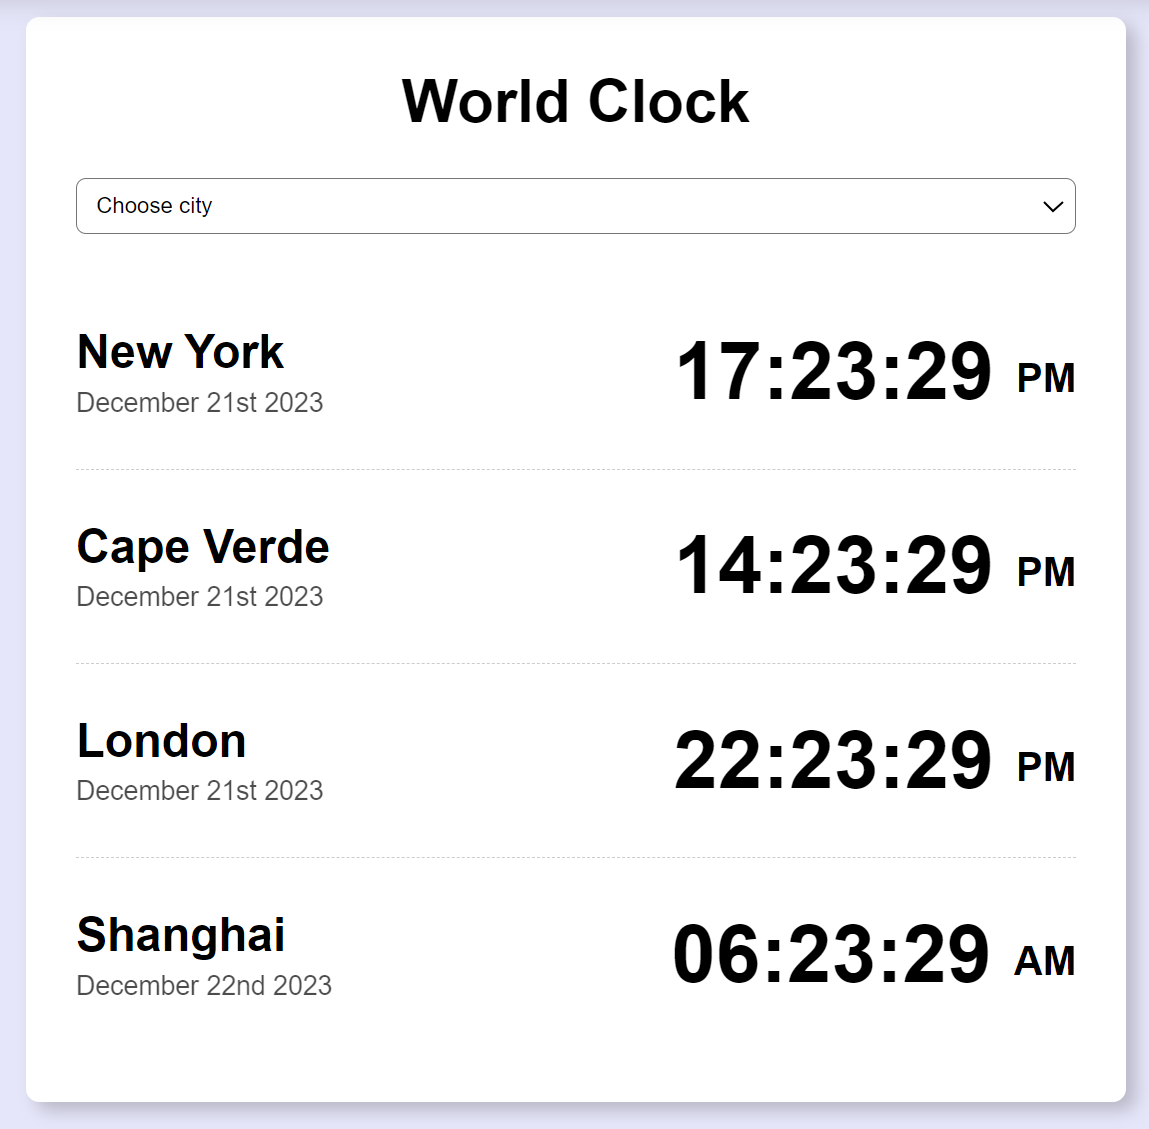 World Clock
Choose city
New York
17:23:29 PM
December 21st 2023
Cape Verde
14:23:29 PM
December 21st 2023
London
22:23:29 PM
December 21st 2023
Shanghai
06:23:29 AM
December 22nd 2023